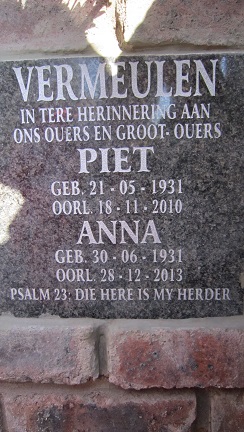 VERMEULEN
IN TERE HERINNERING AAN
ONS OUERS EN GROOT-OUERS
PIET
GEB. 21 - 05 - 1931
OORL. 18 - 11 - 2010
ANNA
GEB. 30 - 06 - 1931
OORL. 28 - 12 - 2013
PSALM 23: DIE HERE IS MY HERDER